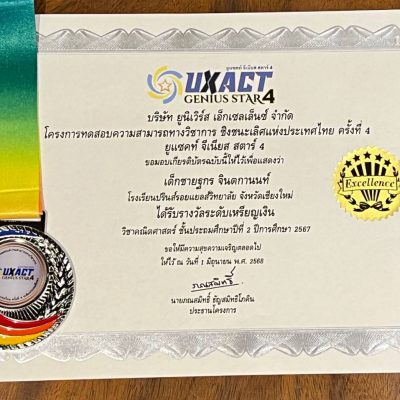 ยูแซคท์ จีเนียส สตาร์ 4
UXACT
GENIUS STAR 4
บริษัท ยูนิเวิร์ส เอ็กเซลเล้นซ์ จำกัด
โครงการทดสอบความสามารถทางวิชาการ ชิงชนะเลิศแห่งประเทศไทย ครั้งที่ 4
ยูแซคท์ จีเนียส สตาร์ 4
ขอมอบเกียรติบัตรฉบับนี้ให้ไว้เพื่อแสดงว่า
เด็กชายฐกร จินตกานนท์
โรงเรียนปรินส์รอยแยลส์วิทยาลัย จังหวัดเชียงใหม่
ได้รับรางวัลระดับเหรียญเงิน
วิชาคณิตศาสตร์ ชั้นประถมศึกษาปีที่ 2 ปีการศึกษา 2567
ขอให้มีความสุขความเจริญตลอดไป
ให้ไว้ ณ วันที่ 1 มิถุนายน พ.ศ. 2568
นายภณสมิทธิ์ ธัญสมิทธิ์โภคิน
ประธานโครงการ
Excellence
UXACT
GENIUS STAR 4